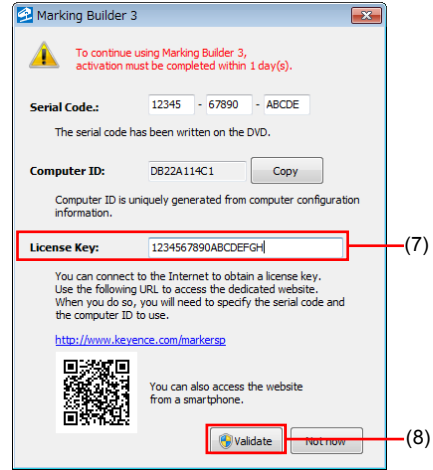 Marking Builder 3
To continue using Marking Builder 3,
activation must be completed within 1 day(s).
Serial Code.: 12345 - 67890 - ABCDE
The serial code has been written on the DVD.
Computer ID: DB22A114C1 Copy
Computer ID is uniquely generated from computer configuration
information.
License Key: 1234567890ABCDEFGH (7)
You can connect to the Internet to obtain a license key.
Use the following URL to access the dedicated website.
When you do so, you will need to specify the serial code and
the computer ID to use.
http://www.keyence.com/markersp
You can also access the website
from a smartphone.
Validate Not now (8)